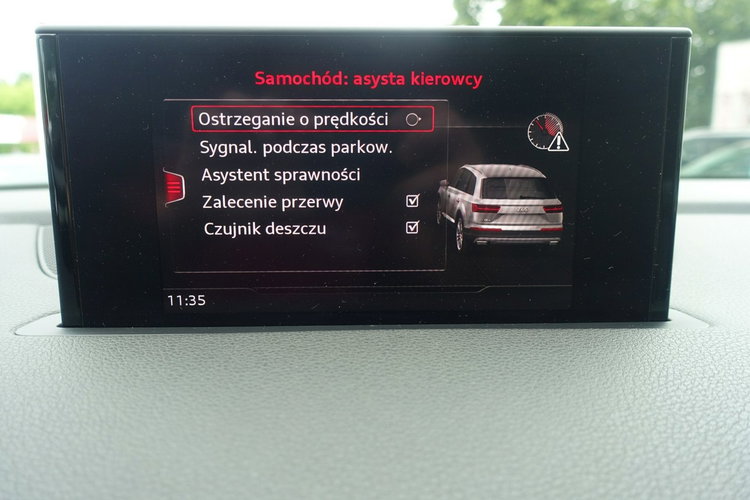 Samochód: asysta kierowcy
Ostrzeganie o prędkości
Sygnal. podczas parkow.
Asystent sprawności
Zalecenie przerwy
Czujnik deszczu
11:35